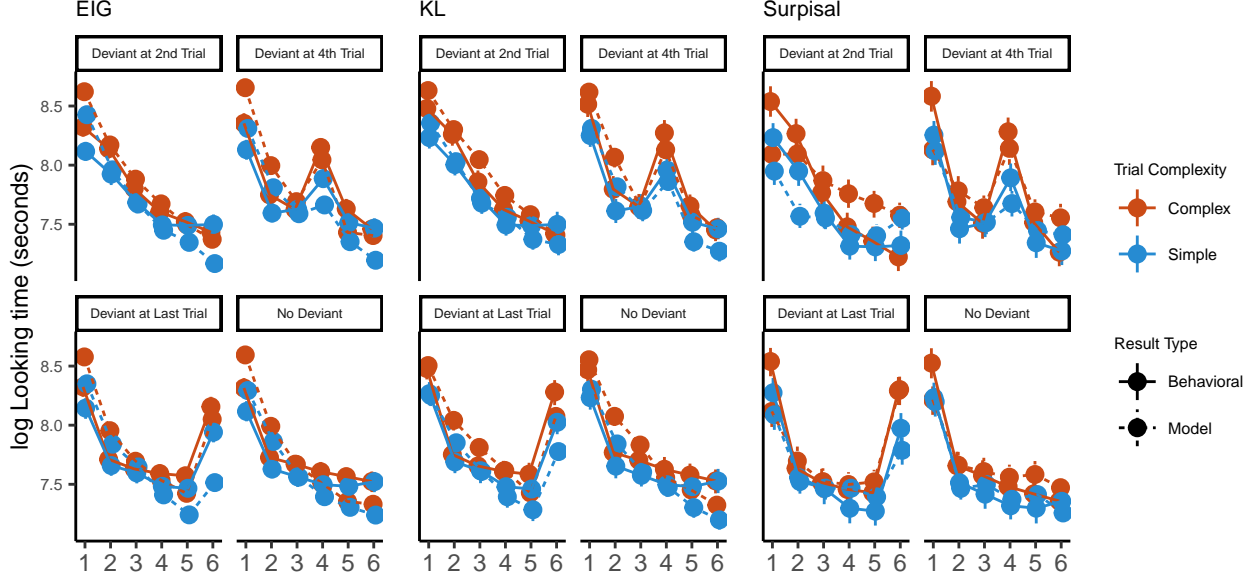 EIG
KL
Surpisal
Deviant at 2nd Trial
Deviant at 4th Trial
Deviant at 2nd Trial
Deviant at 4th Trial
Deviant at 2nd Trial
Deviant at 4th Trial
8.5
8.0
7.5
Deviant at Last Trial
No Deviant
Deviant at Last Trial
No Deviant
Deviant at Last Trial
No Deviant
8.5
8.0
7.5
1 2 3 4 5 6
1 2 3 4 5 6
1 2 3 4 5 6
1 2 3 4 5 6
1 2 3 4 5 6
1 2 3 4 5 6
log Looking time (seconds)
Trial Complexity
Complex
Simple
Result Type
Behavioral
Model